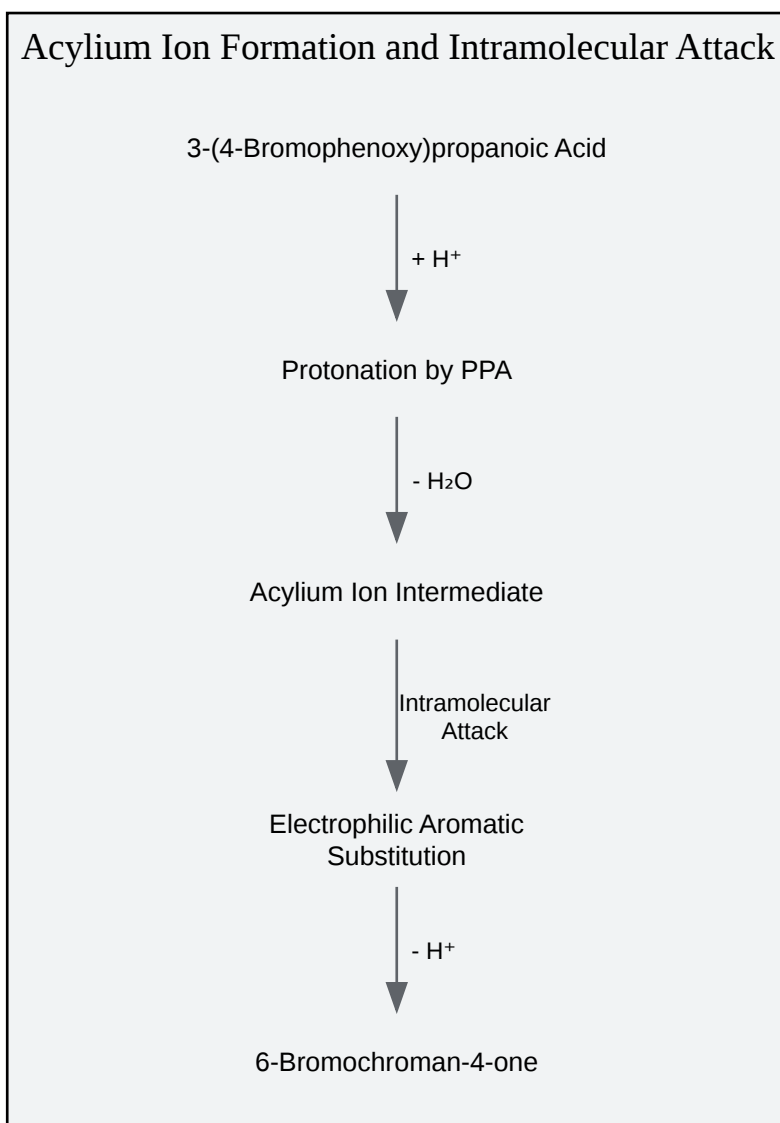 Acylium Ion Formation and Intramolecular Attack
3-(4-Bromophenoxy)propanoic Acid
+ H⁺
Protonation by PPA
- H₂O
Acylium Ion Intermediate
Intramolecular
Attack
Electrophilic Aromatic
Substitution
- H⁺
6-Bromochroman-4-one